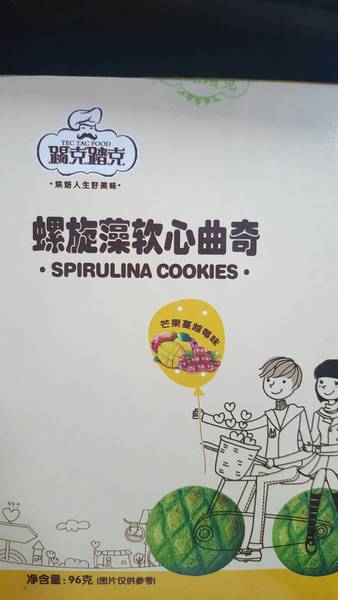 TEC TAC FOOD
踢克踏克
·烘焙人生好美味·
螺旋藻软心曲奇
· SPIRULINA COOKIES ·
芒果蔓越莓味
净含量: 96克 (图片仅供参考)